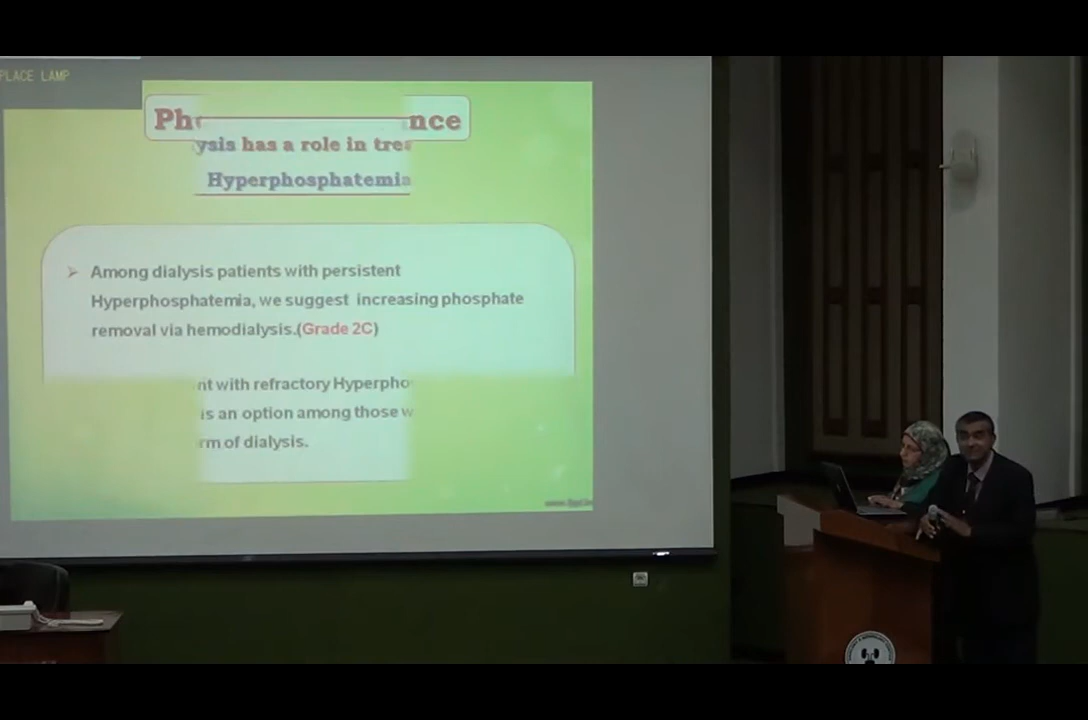 PLACE LAMP
Ph nce
ysis has a role in trea
Hyperphosphatemia
➢ Among dialysis patients with persistent
Hyperphosphatemia, we suggest increasing phosphate
removal via hemodialysis.(Grade 2C)
nt with refractory Hyperpho
is an option among those w
rm of dialysis.